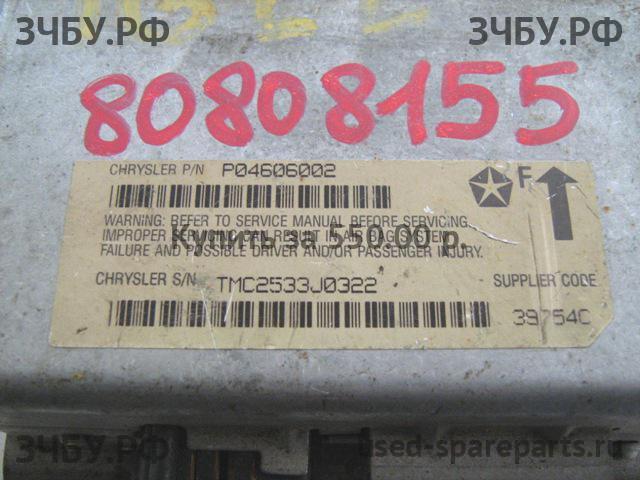 ЗЧБУ.РФ ЗЧБУ.РФ
80808155
CHRYSLER P/N P04606002
F
WARNING: REFER TO SERVICE MANUAL BEFORE SERVICING.
IMPROPER SERVICING CAN RESULT IN AIR BAG SYSTEM
Купить за 550.00 р.
FAILURE AND POSSIBLE DRIVER AND/OR PASSENGER INJURY.
CHRYSLER S/N TMC2533J0322 SUPPLIER CODE
39754C
ЗЧБУ.РФ used-spareparts.ru